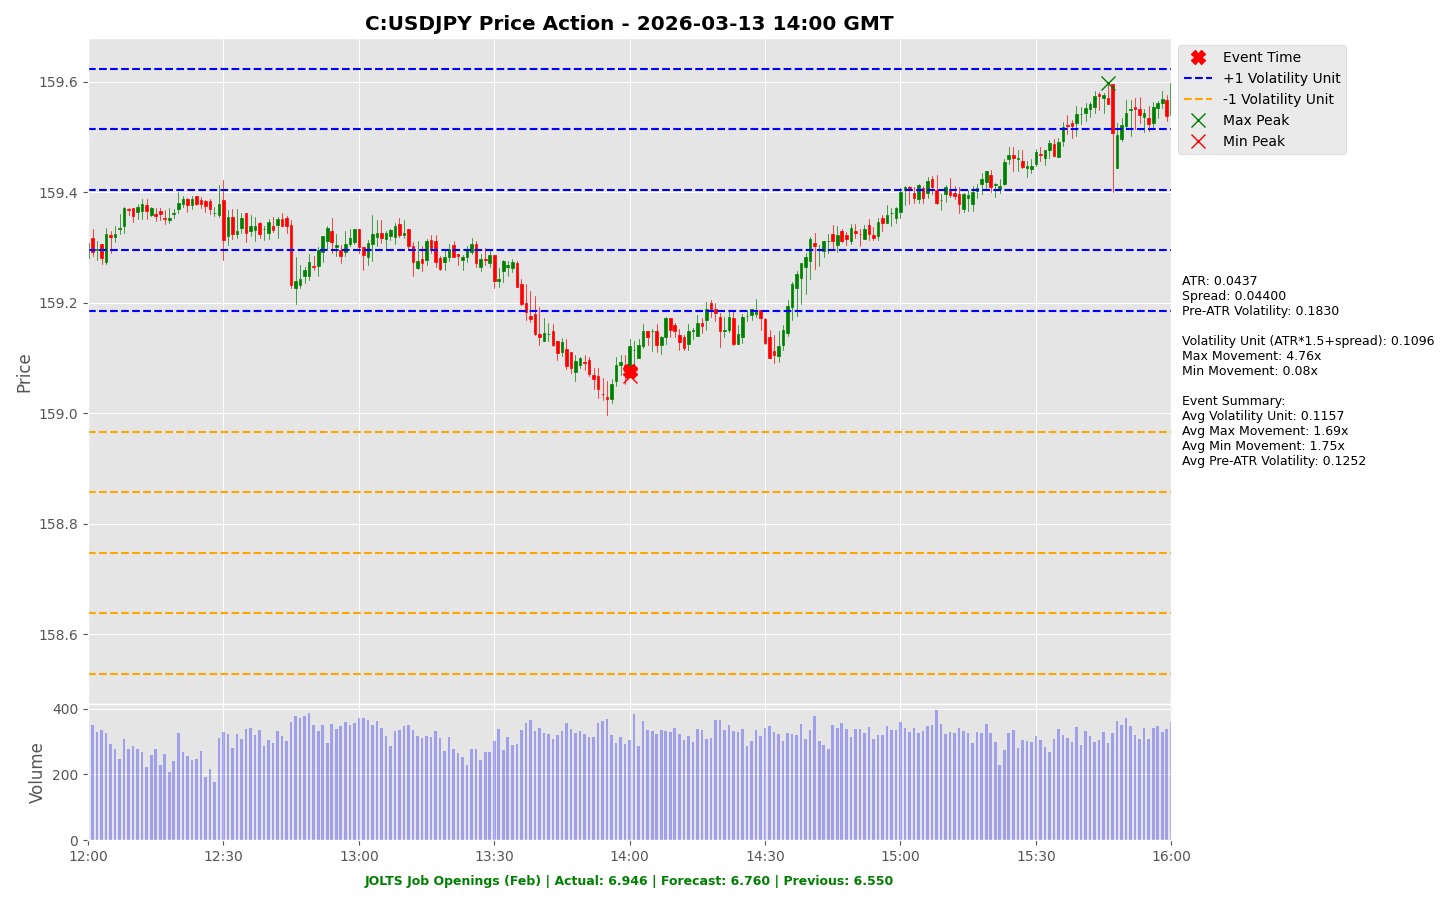 C:USDJPY Price Action - 2026-03-13 14:00 GMT
Event Time
+1 Volatility Unit
-1 Volatility Unit
Max Peak
Min Peak
Price
159.6
159.4
159.2
159.0
158.8
158.6
ATR: 0.0437
Spread: 0.04400
Pre-ATR Volatility: 0.1830
Volatility Unit (ATR*1.5+spread): 0.1096
Max Movement: 4.76x
Min Movement: 0.08x
Event Summary:
Avg Volatility Unit: 0.1157
Avg Max Movement: 1.69x
Avg Min Movement: 1.75x
Avg Pre-ATR Volatility: 0.1252
Volume
400
200
0
12:00 12:30 13:00 13:30 14:00 14:30 15:00 15:30 16:00
JOLTS Job Openings (Feb) | Actual: 6.946 | Forecast: 6.760 | Previous: 6.550